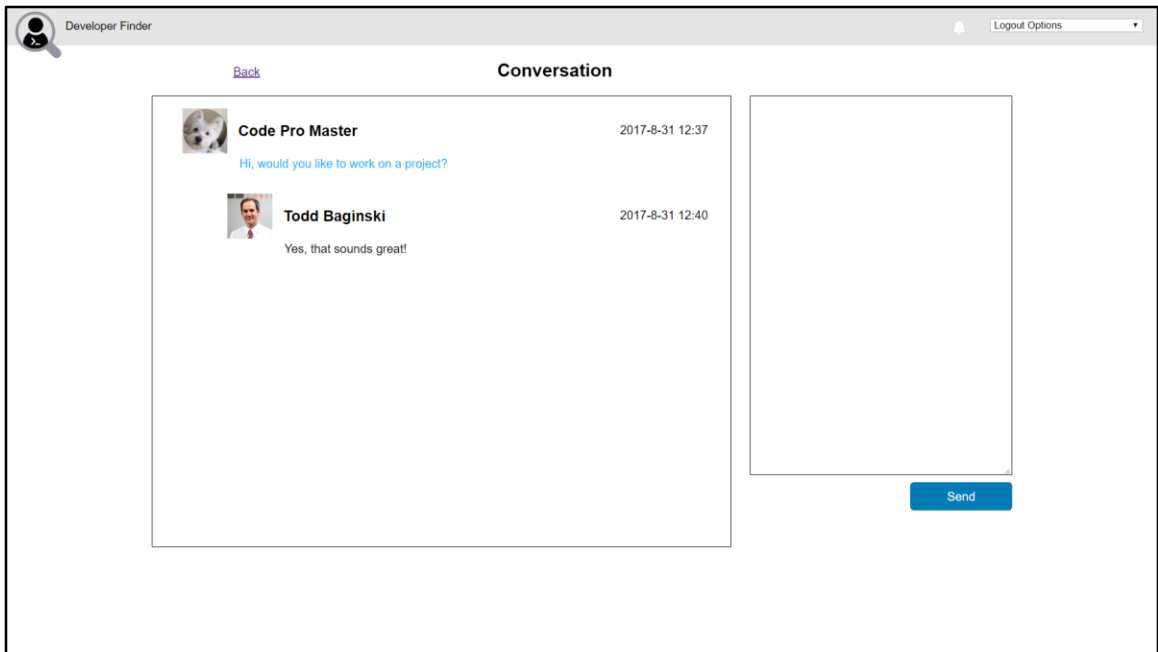 Developer Finder
Logout Options
Back
Conversation
Code Pro Master
2017-8-31 12:37
Hi, would you like to work on a project?
Todd Baginski
2017-8-31 12:40
Yes, that sounds great!
Send